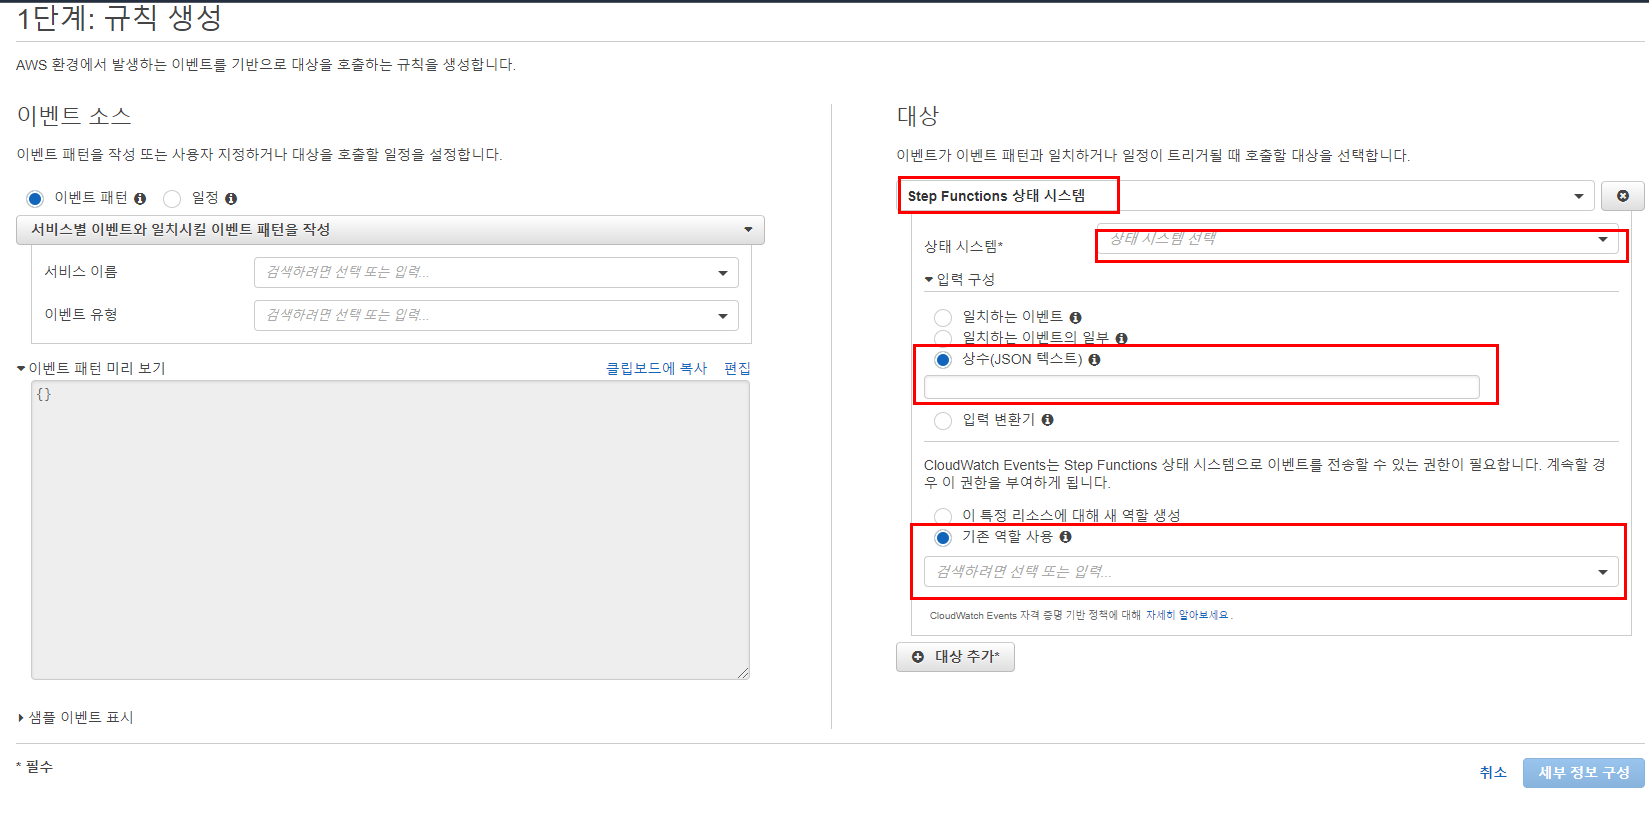 1단계: 규칙 생성
AWS 환경에서 발생하는 이벤트를 기반으로 대상을 호출하는 규칙을 생성합니다.
이벤트 소스
이벤트 패턴을 작성 또는 사용자 지정하거나 대상을 호출할 일정을 설정합니다.
이벤트 패턴 일정
서비스별 이벤트와 일치시킬 이벤트 패턴을 작성
서비스 이름 검색하려면 선택 또는 입력...
이벤트 유형 검색하려면 선택 또는 입력...
이벤트 패턴 미리 보기 클립보드에 복사 편집
{}
샘플 이벤트 표시
대상
이벤트가 이벤트 패턴과 일치하거나 일정이 트리거될 때 호출할 대상을 선택합니다.
Step Functions 상태 시스템
상태 시스템* 상태 시스템 선택
입력 구성
일치하는 이벤트
일치하는 이벤트의 일부
상수(JSON 텍스트)
입력 변환기
CloudWatch Events는 Step Functions 상태 시스템으로 이벤트를 전송할 수 있는 권한이 필요합니다. 계속할 경
우 이 권한을 부여하게 됩니다.
이 특정 리소스에 대해 새 역할 생성
기존 역할 사용
검색하려면 선택 또는 입력...
CloudWatch Events 자격 증명 기반 정책에 대해 자세히 알아보세요.
대상 추가*
* 필수
취소 세부 정보 구성